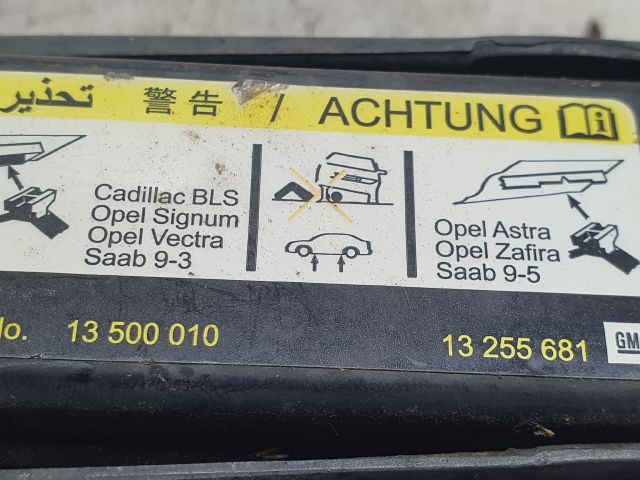 تحذير 警告 / ACHTUNG
Cadillac BLS
Opel Signum
Opel Vectra
Saab 9-3
Opel Astra
Opel Zafira
Saab 9-5
No. 13 500 010
13 255 681
GM